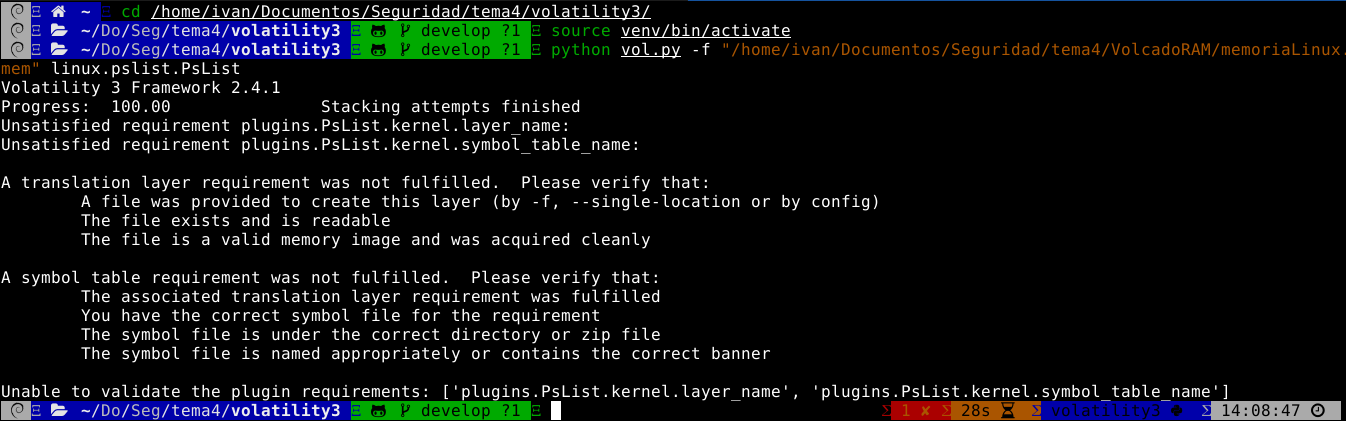 cd /home/ivan/Documentos/Seguridad/tema4/volatility3/
~/Do/Seg/tema4/volatility3 develop ?1 source venv/bin/activate
~/Do/Seg/tema4/volatility3 develop ?1 python vol.py -f "/home/ivan/Documentos/Seguridad/tema4/VolcadoRAM/memoriaLinux.
mem" linux.pslist.PsList
Volatility 3 Framework 2.4.1
Progress:  100.00               Stacking attempts finished
Unsatisfied requirement plugins.PsList.kernel.layer_name:
Unsatisfied requirement plugins.PsList.kernel.symbol_table_name:

A translation layer requirement was not fulfilled.  Please verify that:
        A file was provided to create this layer (by -f, --single-location or by config)
        The file exists and is readable
        The file is a valid memory image and was acquired cleanly

A symbol table requirement was not fulfilled.  Please verify that:
        The associated translation layer requirement was fulfilled
        You have the correct symbol file for the requirement
        The symbol file is under the correct directory or zip file
        The symbol file is named appropriately or contains the correct banner

Unable to validate the plugin requirements: ['plugins.PsList.kernel.layer_name', 'plugins.PsList.kernel.symbol_table_name']
~/Do/Seg/tema4/volatility3 develop ?1 1 ✘ 28s volatility3 14:08:47